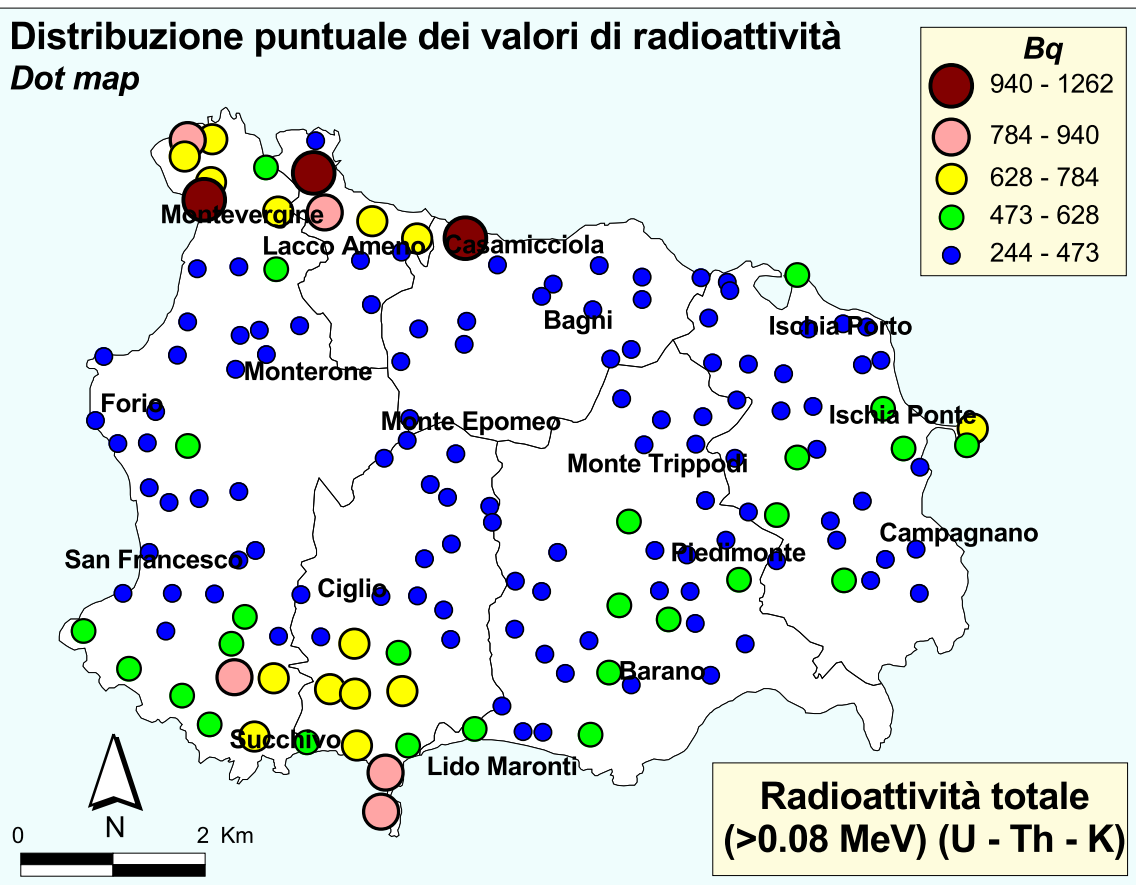 Distribuzione puntuale dei valori di radioattività
Dot map
Bq
940 - 1262
784 - 940
628 - 784
473 - 628
244 - 473
Montevergine
Lacco Ameno
Casamicciola
Bagni
Ischia Porto
Monterone
Forio
Monte Epomeo
Ischia Ponte
Monte Trippodi
Campagnano
San Francesco
Piedimonte
Ciglio
Barano
Succhivo
Lido Maronti
N
0 2 Km
Radioattività totale
(>0.08 MeV) (U - Th - K)